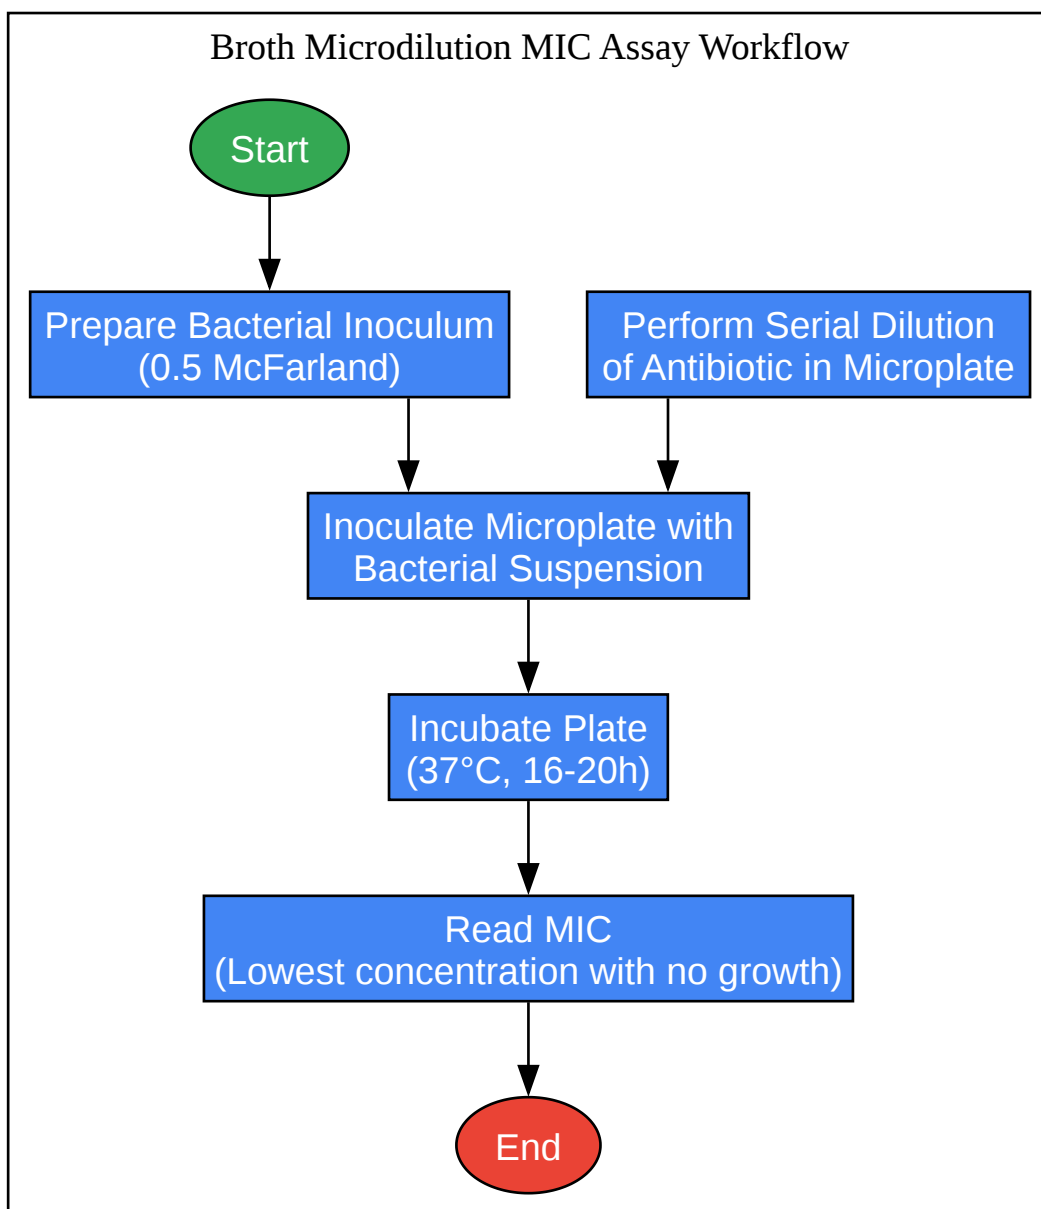 Broth Microdilution MIC Assay Workflow
Start
Prepare Bacterial Inoculum
(0.5 McFarland)
Perform Serial Dilution
of Antibiotic in Microplate
Inoculate Microplate with
Bacterial Suspension
Incubate Plate
(37°C, 16-20h)
Read MIC
(Lowest concentration with no growth)
End